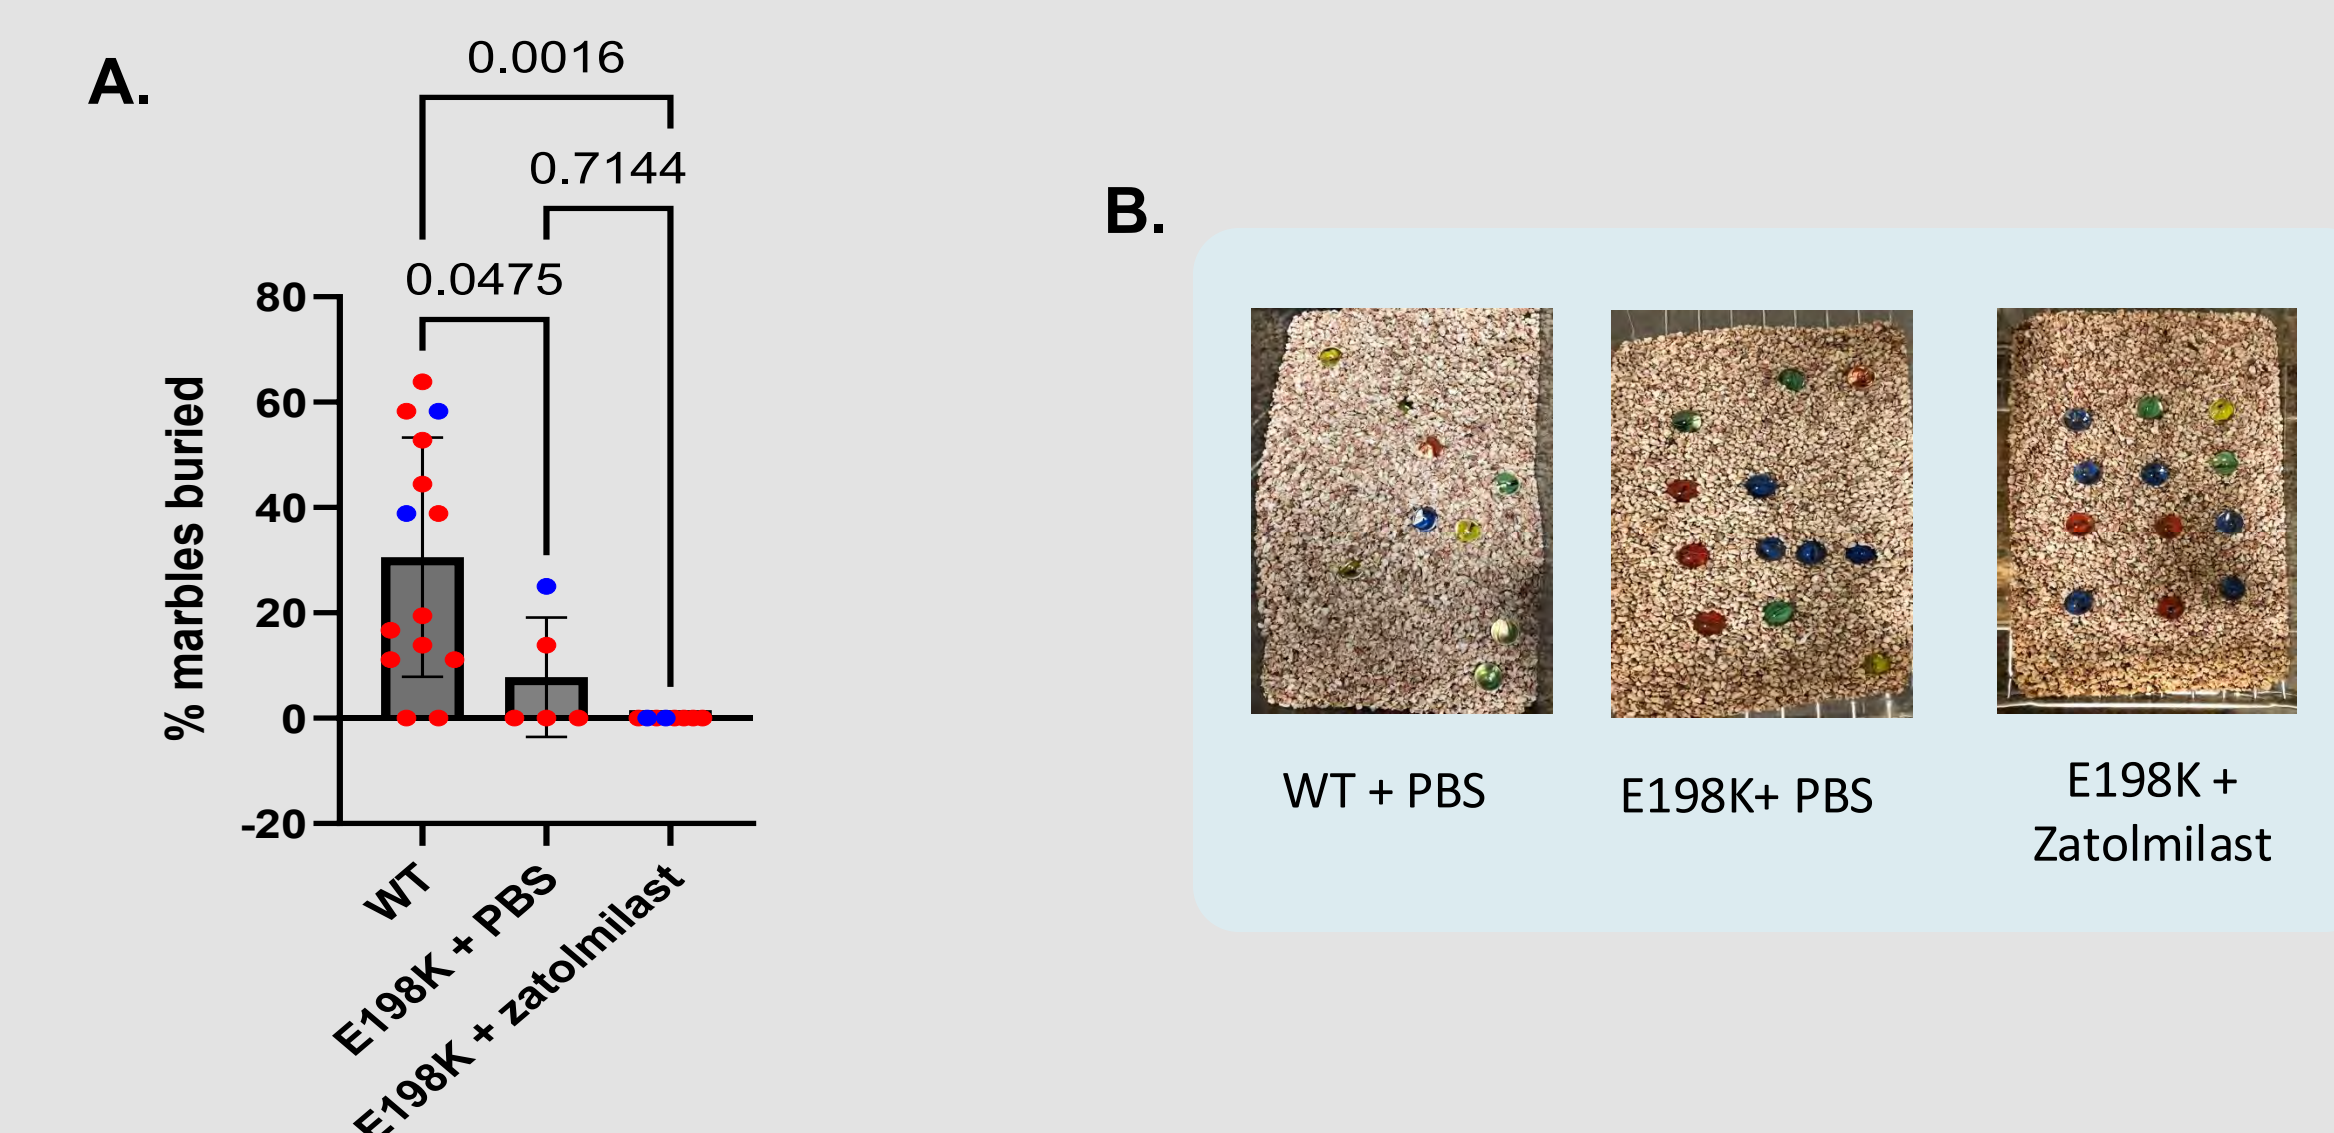 A.
0.0016
0.7144
0.0475
80
60
40
20
0
-20
% marbles buried
WT
E198K + PBS
E198K + zatolmilast
B.
WT + PBS
E198K+ PBS
E198K +
Zatolmilast